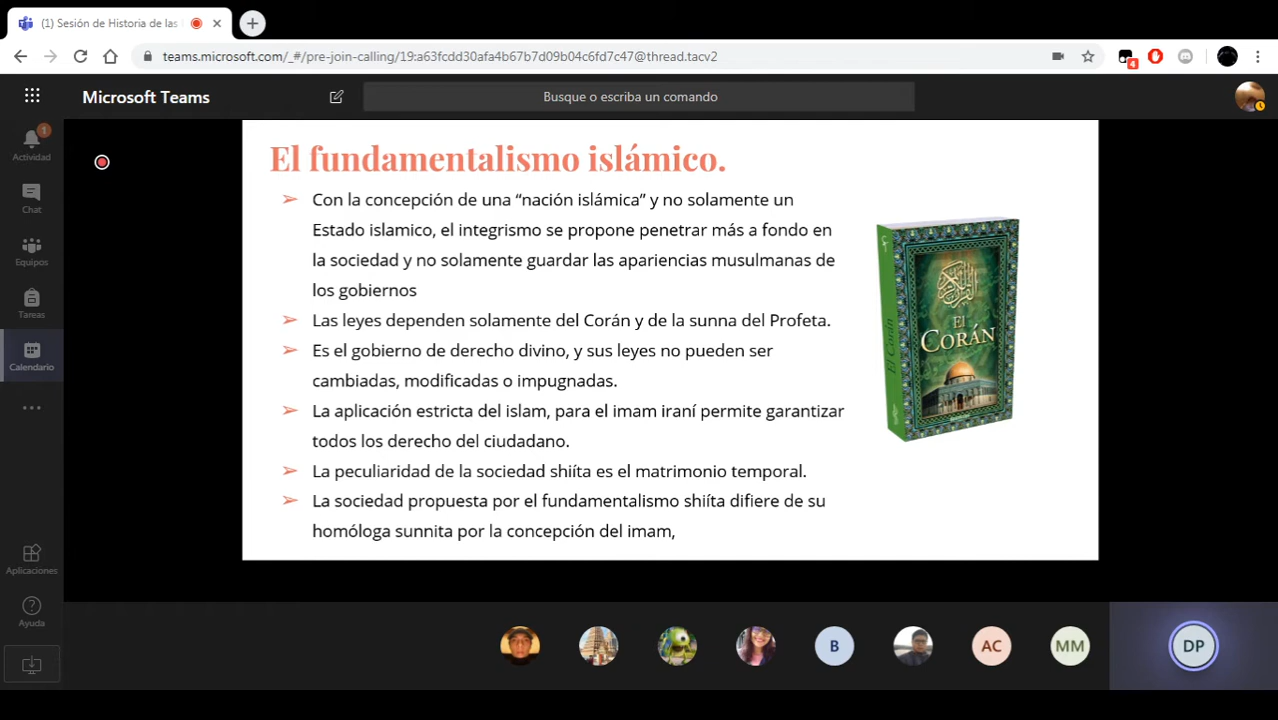 (1) Sesión de Historia de las
teams.microsoft.com/_#/pre-join-calling/19:a63fcdd30afa4b67b7d09b04c6fd7c47@thread.tacv2
4
Microsoft Teams
Busque o escriba un comando
1
Actividad
Chat
Equipos
Tareas
Calendario
Aplicaciones
Ayuda
El fundamentalismo islámico.
➢ Con la concepción de una “nación islámica” y no solamente un
Estado islamico, el integrismo se propone penetrar más a fondo en
la sociedad y no solamente guardar las apariencias musulmanas de
los gobiernos
➢ Las leyes dependen solamente del Corán y de la sunna del Profeta.
➢ Es el gobierno de derecho divino, y sus leyes no pueden ser
cambiadas, modificadas o impugnadas.
➢ La aplicación estricta del islam, para el imam iraní permite garantizar
todos los derecho del ciudadano.
➢ La peculiaridad de la sociedad shiíta es el matrimonio temporal.
➢ La sociedad propuesta por el fundamentalismo shiíta difiere de su
homóloga sunnita por la concepción del imam,
El Corán
El
CORÁN
B
AC
MM
DP